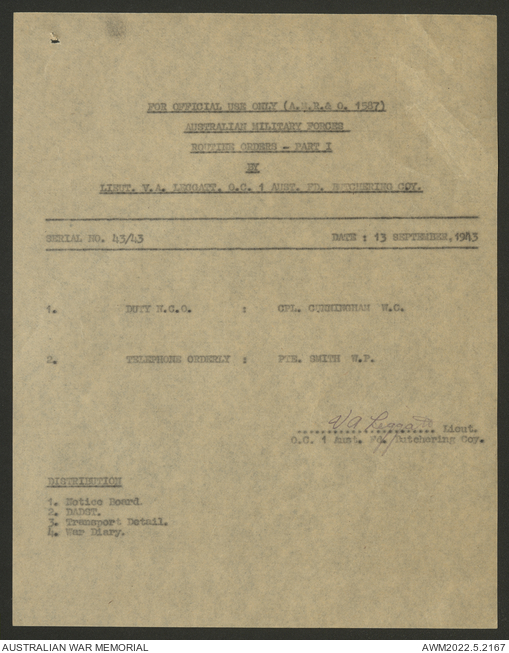 FOR OFFICIAL USE ONLY (A.M.R.& O. 1587)
AUSTRALIAN MILITARY FORCES
ROUTINE ORDERS - PART I
BY
LIEUT. V.A. LEGGATT. O.C. 1 AUST. FD. BUTCHERING COY.
SERIAL NO. 43/43 DATE : 13 SEPTEMBER, 1943
1. DUTY N.C.O. : CPL. CUNNINGHAM W.C.
2. TELEPHONE ORDERLY : PTE. SMITH W.P.
VA Leggatt Lieut.
O.C. 1 Aust. Fd. Butchering Coy.
DISTRIBUTION
1. Notice Board.
2. DADST.
3. Transport Detail.
4. War Diary.
AUSTRALIAN WAR MEMORIAL AWM2022.5.2167